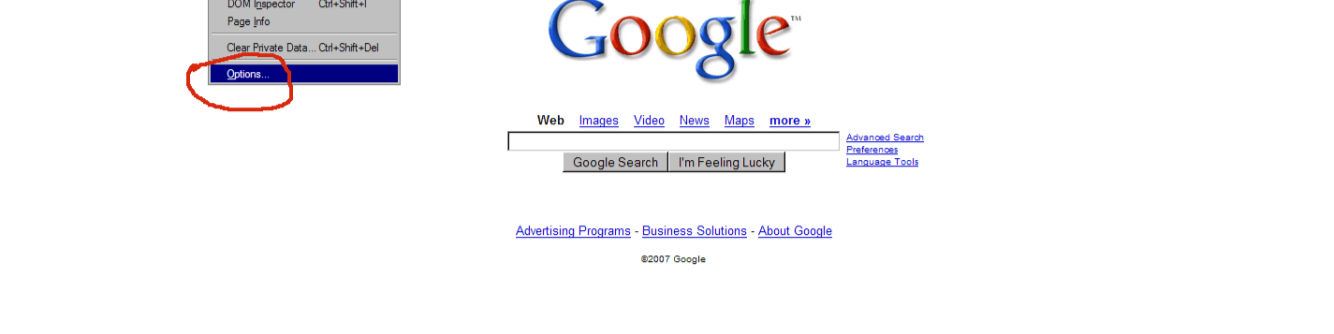 DOM Inspector Ctrl+Shift+I
Page Info
Clear Private Data... Ctrl+Shift+Del
Options...
Google™
Web Images Video News Maps more »
Advanced Search
Preferences
Language Tools
Google Search I'm Feeling Lucky
Advertising Programs - Business Solutions - About Google
©2007 Google